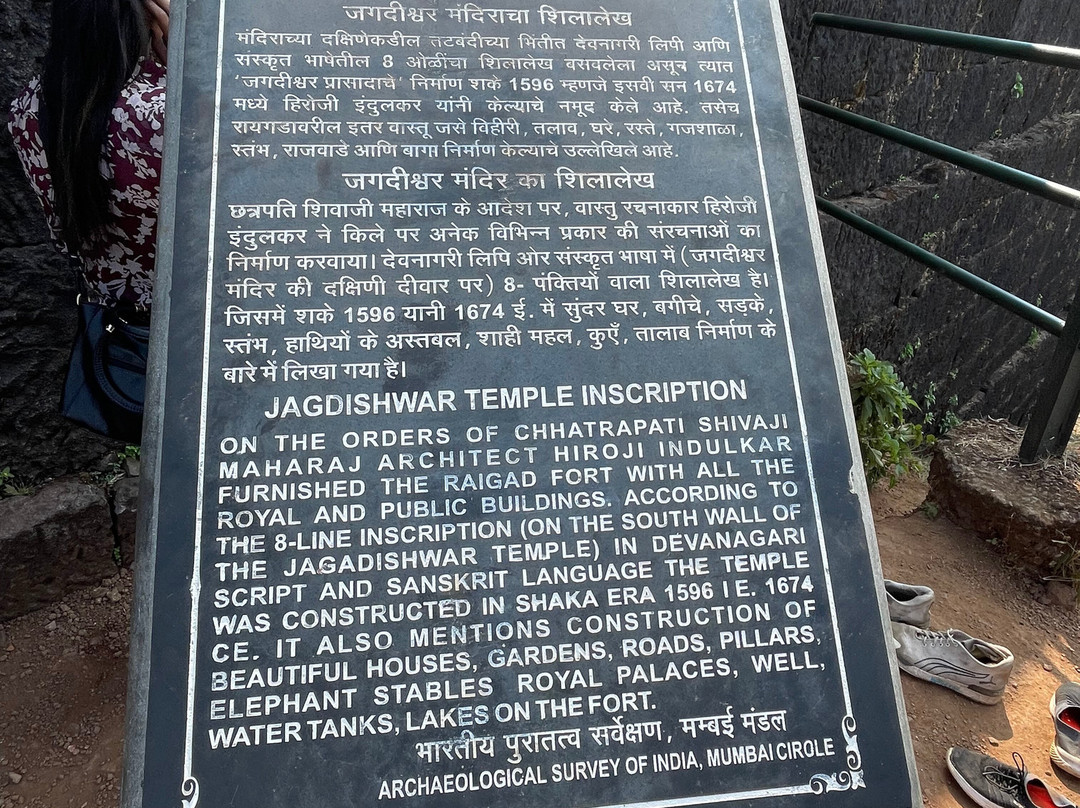 जगदीश्वर मंदिराचा शिलालेख
मंदिराच्या दक्षिणेकडील तटबंदीच्या भिंतीत देवनागरी लिपी आणि
संस्कृत भाषेतील 8 ओळींचा शिलालेख बसवलेला असून त्यात
'जगदीश्वर प्रासादाचे' निर्माण शके 1596 म्हणजे इसवी सन 1674
मध्ये हिरोजी इंदुलकर यांनी केल्याचे नमूद केले आहे. तसेच
रायगडावरील इतर वास्तू जसे विहीरी, तलाव, घरे, रस्ते, गजशाळा,
स्तंभ, राजवाडे आणि बागा निर्माण केल्याचे उल्लेखिले आहे.
जगदीश्वर मंदिर का शिलालेख
छत्रपति शिवाजी महाराज के आदेश पर, वास्तु रचनाकार हिरोजी
इंदुलकर ने किले पर अनेक विभिन्न प्रकार की संरचनाओं का
निर्माण करवाया। देवनागरी लिपि ओर संस्कृत भाषा में (जगदीश्वर
मंदिर की दक्षिणी दीवार पर) 8- पंक्तियों वाला शिलालेख है।
जिसमें शके 1596 यानी 1674 ई. में सुंदर घर, बगीचे, सड़के,
स्तंभ, हाथियों के अस्तबल, शाही महल, कुएँ, तालाब निर्माण के
बारे में लिखा गया है।
JAGDISHWAR TEMPLE INSCRIPTION
ON THE ORDERS OF CHHATRAPATI SHIVAJI
MAHARAJ ARCHITECT HIROJI INDULKAR
FURNISHED THE RAIGAD FORT WITH ALL THE
ROYAL AND PUBLIC BUILDINGS. ACCORDING TO
THE 8-LINE INSCRIPTION (ON THE SOUTH WALL OF
THE JAGADISHWAR TEMPLE) IN DEVANAGARI
SCRIPT AND SANSKRIT LANGUAGE THE TEMPLE
WAS CONSTRUCTED IN SHAKA ERA 1596 I E. 1674
CE. IT ALSO MENTIONS CONSTRUCTION OF
BEAUTIFUL HOUSES, GARDENS, ROADS, PILLARS,
ELEPHANT STABLES ROYAL PALACES, WELL,
WATER TANKS, LAKES ON THE FORT.
भारतीय पुरातत्व सर्वेक्षण, मम्बई मंडल
ARCHAEOLOGICAL SURVEY OF INDIA, MUMBAI CIROLE